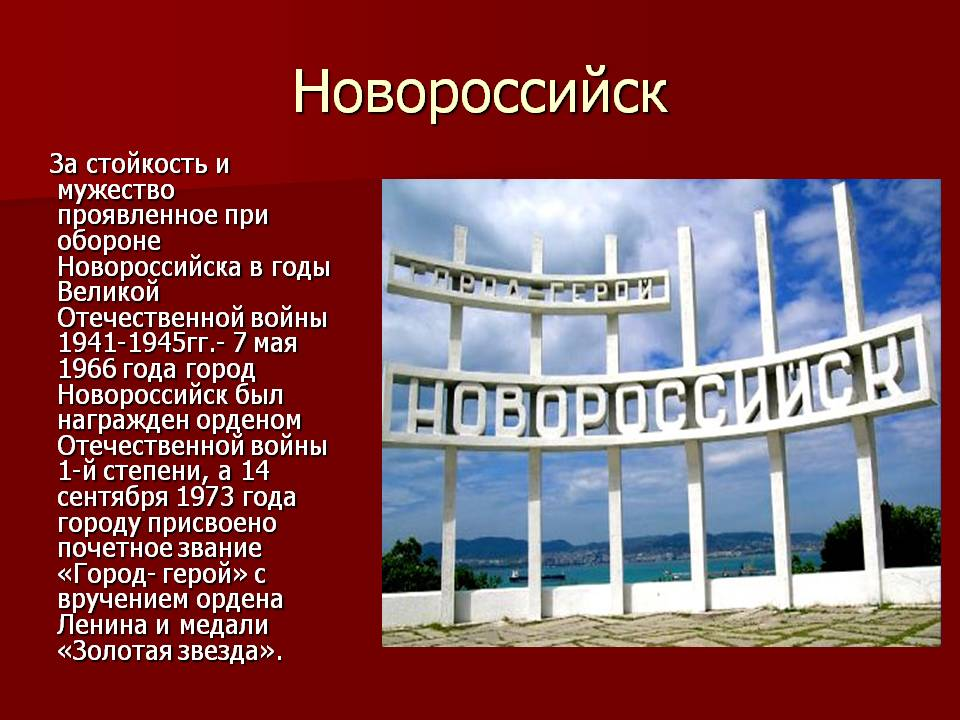 Новороссийск
За стойкость и
мужество
проявленное при
обороне
Новороссийска в годы
Великой
Отечественной войны
1941-1945гг.- 7 мая
1966 года город
Новороссийск был
награжден орденом
Отечественной войны
1-й степени, а 14
сентября 1973 года
городу присвоено
почетное звание
«Город- герой» с
вручением ордена
Ленина и медали
«Золотая звезда».
ГОРОД-ГЕРОЙ
НОВОРОССИЙСК